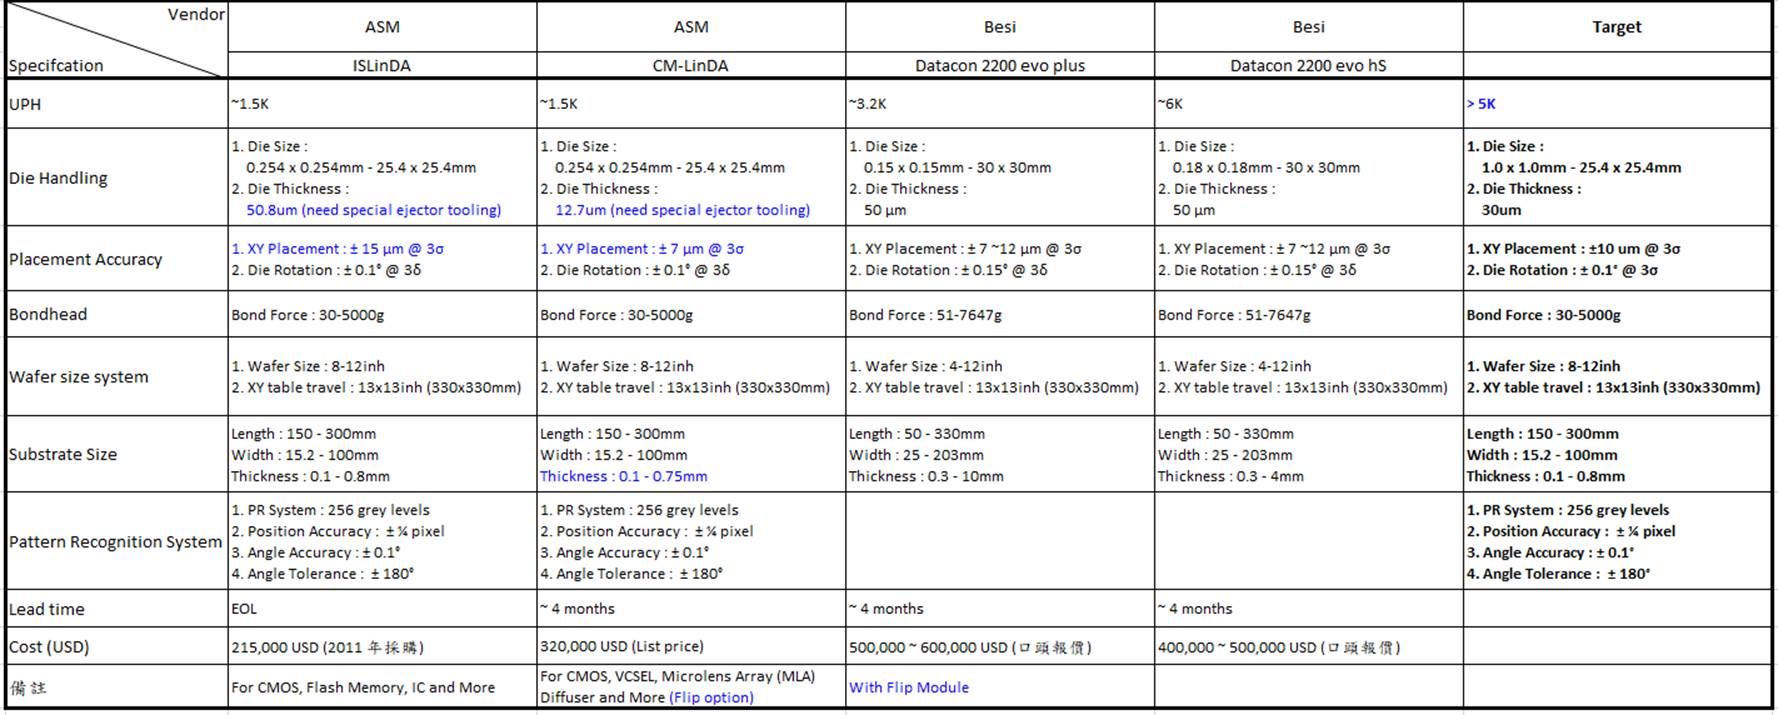 Vendor
Specifcation
ASM
ASM
Besi
Besi
Target
ISLinDA
CM-LinDA
Datacon 2200 evo plus
Datacon 2200 evo hS
UPH
~1.5K
~1.5K
~3.2K
~6K
> 5K
Die Handling
1. Die Size :
0.254 x 0.254mm - 25.4 x 25.4mm
2. Die Thickness :
50.8um (need special ejector tooling)
1. Die Size :
0.254 x 0.254mm - 25.4 x 25.4mm
2. Die Thickness :
12.7um (need special ejector tooling)
1. Die Size :
0.15 x 0.15mm - 30 x 30mm
2. Die Thickness :
50 µm
1. Die Size :
0.18 x 0.18mm - 30 x 30mm
2. Die Thickness :
50 µm
1. Die Size :
1.0 x 1.0mm - 25.4 x 25.4mm
2. Die Thickness :
30um
Placement Accuracy
1. XY Placement : ± 15 µm @ 3σ
2. Die Rotation : ± 0.1° @ 3δ
1. XY Placement : ± 7 µm @ 3σ
2. Die Rotation : ± 0.1° @ 3δ
1. XY Placement : ± 7 ~12 µm @ 3σ
2. Die Rotation : ± 0.15° @ 3δ
1. XY Placement : ± 7 ~12 µm @ 3σ
2. Die Rotation : ± 0.15° @ 3δ
1. XY Placement : ±10 um @ 3σ
2. Die Rotation : ± 0.1° @ 3σ
Bondhead
Bond Force : 30-5000g
Bond Force : 30-5000g
Bond Force : 51-7647g
Bond Force : 51-7647g
Bond Force : 30-5000g
Wafer size system
1. Wafer Size : 8-12inh
2. XY table travel : 13x13inh (330x330mm)
1. Wafer Size : 8-12inh
2. XY table travel : 13x13inh (330x330mm)
1. Wafer Size : 4-12inh
2. XY table travel : 13x13inh (330x330mm)
1. Wafer Size : 4-12inh
2. XY table travel : 13x13inh (330x330mm)
1. Wafer Size : 8-12inh
2. XY table travel : 13x13inh (330x330mm)
Substrate Size
Length : 150 - 300mm
Width : 15.2 - 100mm
Thickness : 0.1 - 0.8mm
Length : 150 - 300mm
Width : 15.2 - 100mm
Thickness : 0.1 - 0.75mm
Length : 50 - 330mm
Width : 25 - 203mm
Thickness : 0.3 - 10mm
Length : 50 - 330mm
Width : 25 - 203mm
Thickness : 0.3 - 4mm
Length : 150 - 300mm
Width : 15.2 - 100mm
Thickness : 0.1 - 0.8mm
Pattern Recognition System
1. PR System : 256 grey levels
2. Position Accuracy : ± ¼ pixel
3. Angle Accuracy : ± 0.1°
4. Angle Tolerance : ± 180°
1. PR System : 256 grey levels
2. Position Accuracy : ± ¼ pixel
3. Angle Accuracy : ± 0.1°
4. Angle Tolerance : ± 180°
1. PR System : 256 grey levels
2. Position Accuracy : ± ¼ pixel
3. Angle Accuracy : ± 0.1°
4. Angle Tolerance : ± 180°
Lead time
EOL
~ 4 months
~ 4 months
~ 4 months
Cost (USD)
215,000 USD (2011 年採購)
320,000 USD (List price)
500,000 ~ 600,000 USD (口頭報價)
400,000 ~ 500,000 USD (口頭報價)
備註
For CMOS, Flash Memory, IC and More
For CMOS, VCSEL, Microlens Array (MLA)
Diffuser and More (Flip option)
With Flip Module